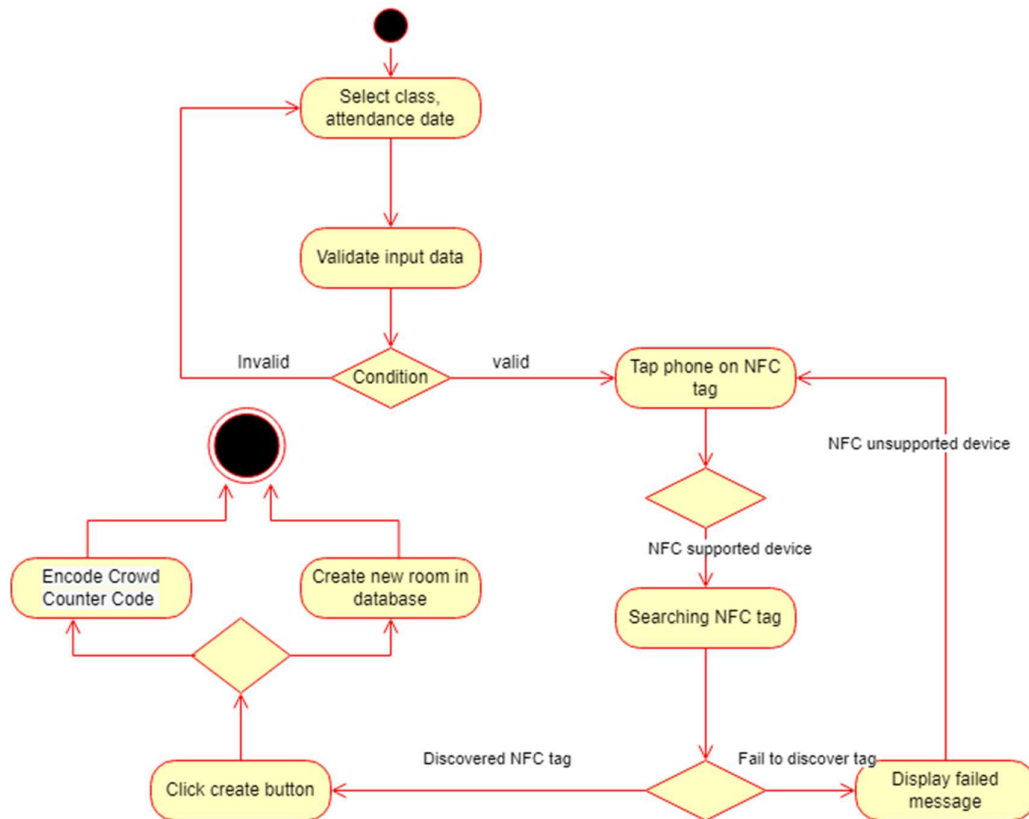 Select class,
attendance date
Validate input data
Invalid
Condition
valid
Tap phone on NFC
tag
NFC unsupported device
NFC supported device
Encode Crowd
Counter Code
Create new room in
database
Searching NFC tag
Discovered NFC tag
Fail to discover tag
Click create button
Display failed
message